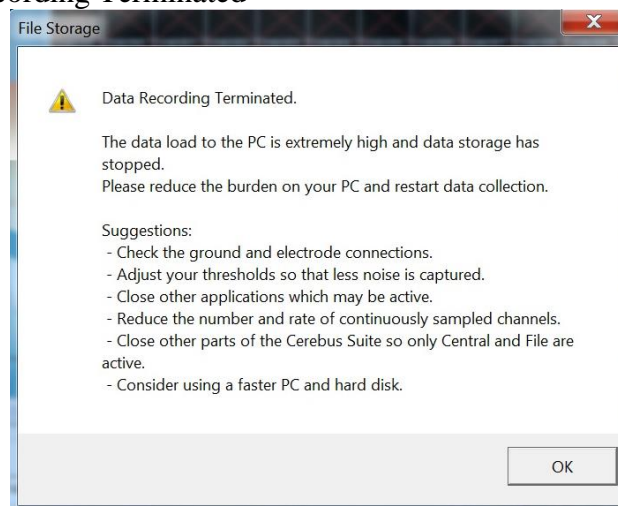 Recording Terminated
File Storage
Data Recording Terminated.
The data load to the PC is extremely high and data storage has
stopped.
Please reduce the burden on your PC and restart data collection.
Suggestions:
- Check the ground and electrode connections.
- Adjust your thresholds so that less noise is captured.
- Close other applications which may be active.
- Reduce the number and rate of continuously sampled channels.
- Close other parts of the Cerebus Suite so only Central and File are
active.
- Consider using a faster PC and hard disk.
OK